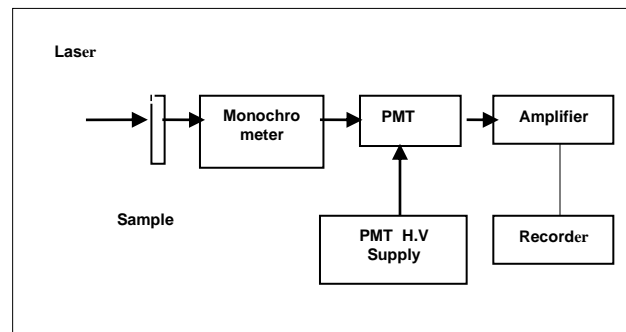 Laser
Monochro
meter
PMT
Amplifier
Sample
PMT H.V
Supply
Recorder